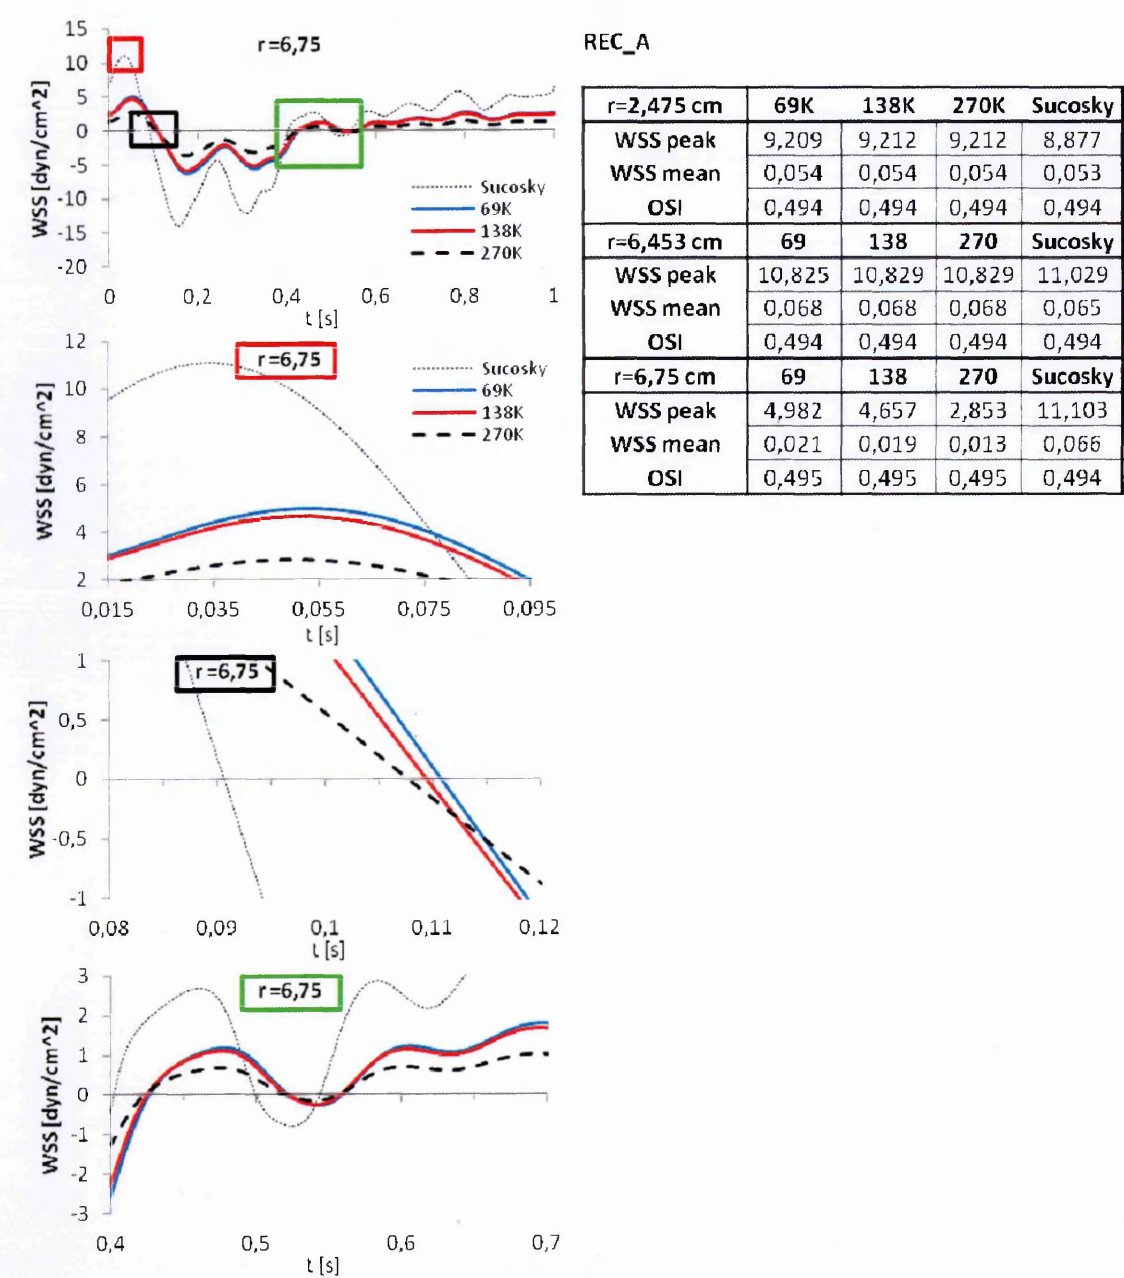 15
10
5
0
-5
-10
-15
-20
WSS [dyn/cm^2]
r=6,75
Sucosky
69K
138K
270K
0 0,2 0,4 0,6 0,8 1
t [s]
12
10
8
6
4
2
WSS [dyn/cm^2]
r=6,75
Sucosky
69K
138K
270K
0,015 0,035 0,055 0,075 0,095
t [s]
1
0,5
0
-0,5
-1
WSS [dyn/cm^2]
r=6,75
0,08 0,09 0,1 0,11 0,12
t [s]
3
2
1
0
-1
-2
-3
WSS [dyn/cm^2]
r=6,75
0,4 0,5 0,6 0,7
t [s]
REC_A
r=2,475 cm 69K 138K 270K Sucosky
WSS peak 9,209 9,212 9,212 8,877
WSS mean 0,054 0,054 0,054 0,053
OSI 0,494 0,494 0,494 0,494
r=6,453 cm 69 138 270 Sucosky
WSS peak 10,825 10,829 10,829 11,029
WSS mean 0,068 0,068 0,068 0,065
OSI 0,494 0,494 0,494 0,494
r=6,75 cm 69 138 270 Sucosky
WSS peak 4,982 4,657 2,853 11,103
WSS mean 0,021 0,019 0,013 0,066
OSI 0,495 0,495 0,495 0,494